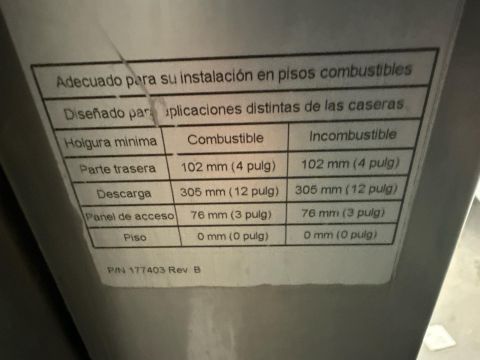 Adecuado para su instalación en pisos combustibles
Diseñado para aplicaciones distintas de las caseras
Holgura minima Combustible Incombustible
Parte trasera 102 mm (4 pulg) 102 mm (4 pulg)
Descarga 305 mm (12 pulg) 305 mm (12 pulg)
Panel de acceso 76 mm (3 pulg) 76 mm (3 pulg)
Piso 0 mm (0 pulg) 0 mm (0 pulg)
P/N 177403 Rev. B